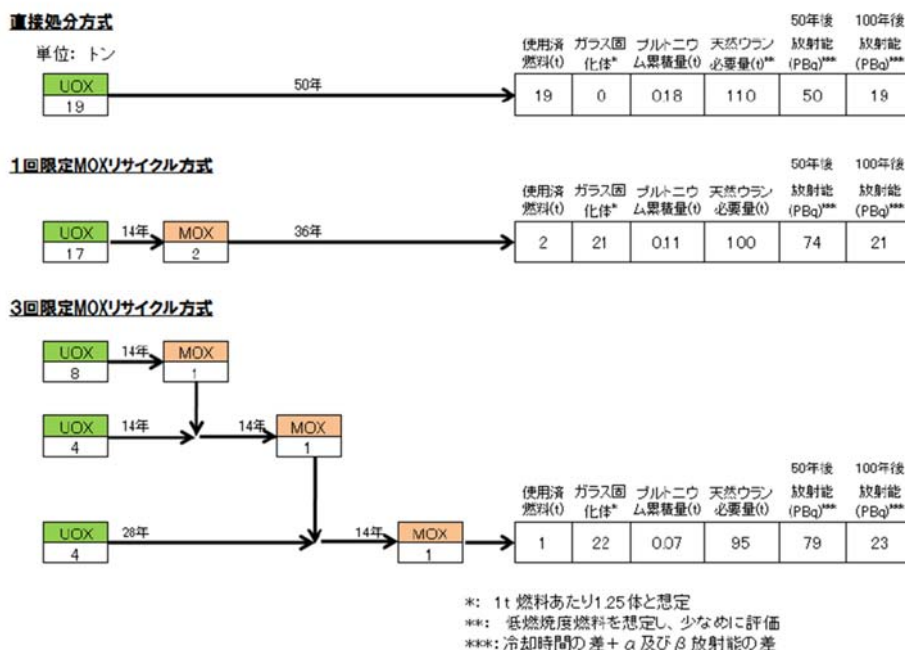 直接処分方式
単位: トン
使用済 ガラス固 プルトニウ 天然ウラン 50年後 100年後
燃料(t) 化体* ム累積量(t) 必要量(t)** 放射能 放射能
(PBq)*** (PBq)***
UOX 50年
19
19 0 0.18 110 50 19
1回限定MOXリサイクル方式
使用済 ガラス固 プルトニウ 天然ウラン 50年後 100年後
燃料(t) 化体* ム累積量(t) 必要量(t)** 放射能 放射能
(PBq)*** (PBq)***
UOX 14年 MOX 36年
17 2
2 21 0.11 100 74 21
3回限定MOXリサイクル方式
UOX 14年 MOX
8 1
UOX 14年 14年 MOX
4 1
使用済 ガラス固 プルトニウ 天然ウラン 50年後 100年後
燃料(t) 化体* ム累積量(t) 必要量(t)** 放射能 放射能
(PBq)*** (PBq)***
UOX 28年 14年 MOX
4 1
1 22 0.07 95 79 23
*: 1t 燃料あたり1.25体と想定
**: 低燃焼度燃料を想定し、少なめに評価
***: 冷却時間の差+α及びβ放射能の差